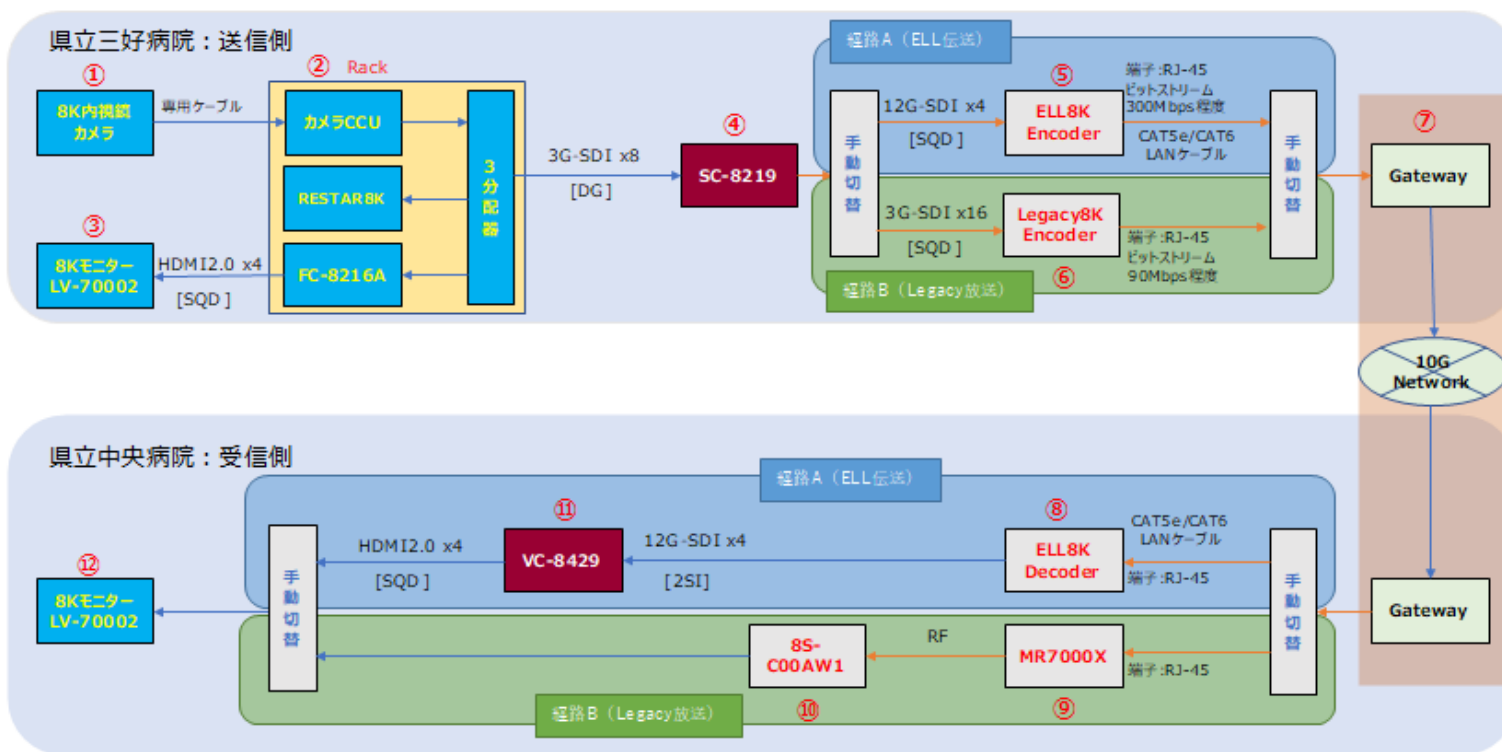 県立三好病院：送信側
①
8K内視鏡
カメラ
専用ケーブル
②
Rack
カメラCCU
RESTAR8K
FC-8216A
3分配器
③
8Kモニター
LV-70002
HDMI2.0 x4
[SQD]
3G-SDI x8
[DG]
④
SC-8219
経路A（ELL伝送）
手動切替
12G-SDI x4
[SQD]
⑤
ELL8K
Encoder
端子:RJ-45
ビットストリーム
300Mbps程度
CAT5e/CAT6
LANケーブル
3G-SDI x16
[SQD]
Legacy8K
Encoder
⑥
端子:RJ-45
ビットストリーム
90Mbps程度
経路B（Legacy放送）
手動切替
⑦
Gateway
10G
Network
県立中央病院：受信側
経路A（ELL伝送）
⑫
8Kモニター
LV-70002
手動切替
HDMI2.0 x4
[SQD]
⑪
VC-8429
12G-SDI x4
[2SI]
⑧
ELL8K
Decoder
CAT5e/CAT6
LANケーブル
端子:RJ-45
手動切替
Gateway
8S-
C00AW1
⑩
RF
MR7000X
⑨
端子:RJ-45
経路B（Legacy放送）